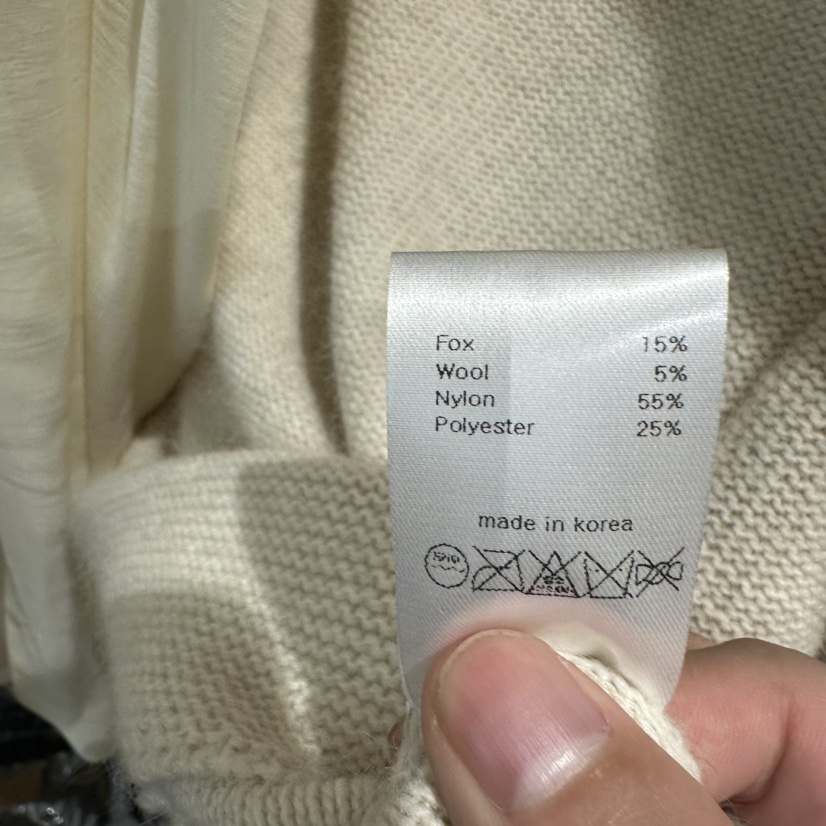 Fox 15%
Wool 5%
Nylon 55%
Polyester 25%
made in korea